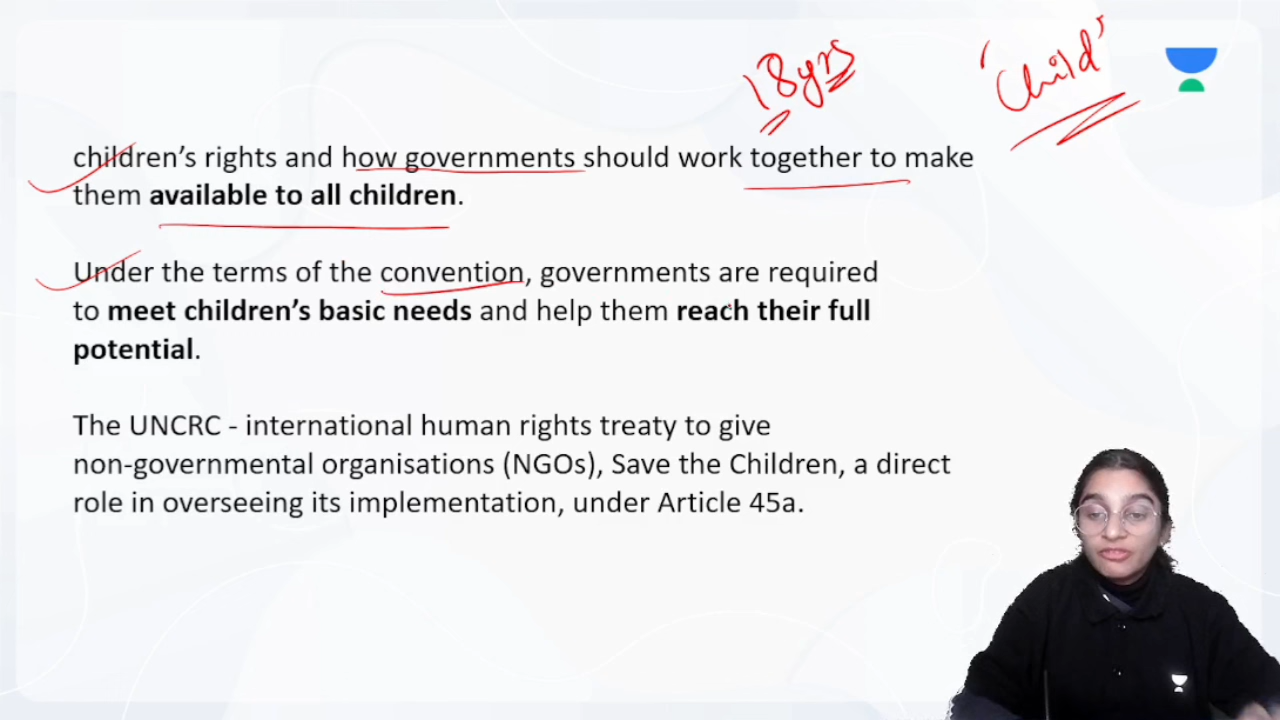 18yrs
'Child'
children's rights and how governments should work together to make
them available to all children.
Under the terms of the convention, governments are required
to meet children's basic needs and help them reach their full
potential.
The UNCRC - international human rights treaty to give
non-governmental organisations (NGOs), Save the Children, a direct
role in overseeing its implementation, under Article 45a.